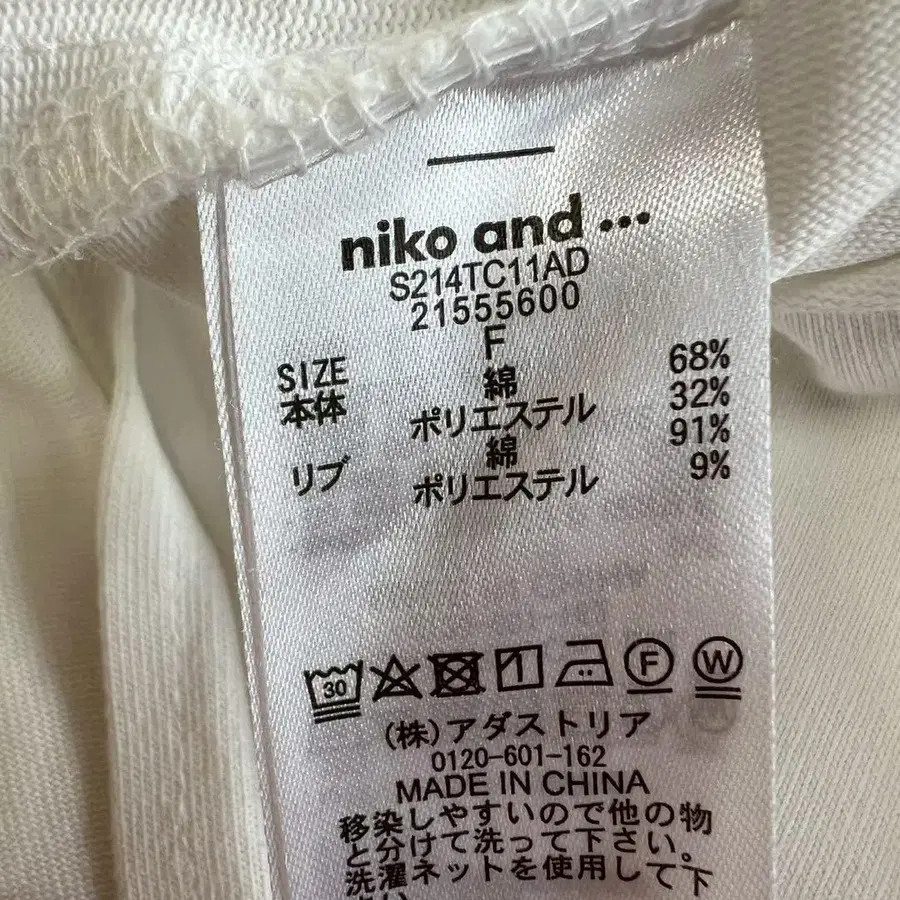 niko and ...
S214TC11AD
21555600
SIZE F
本体 綿 68%
ポリエステル 32%
リブ 綿 91%
ポリエステル 9%
30 F W
(株)アダストリア
0120-601-162
MADE IN CHINA
移染しやすいので他の物
と分けて洗って下さい。
洗濯ネットを使用して下